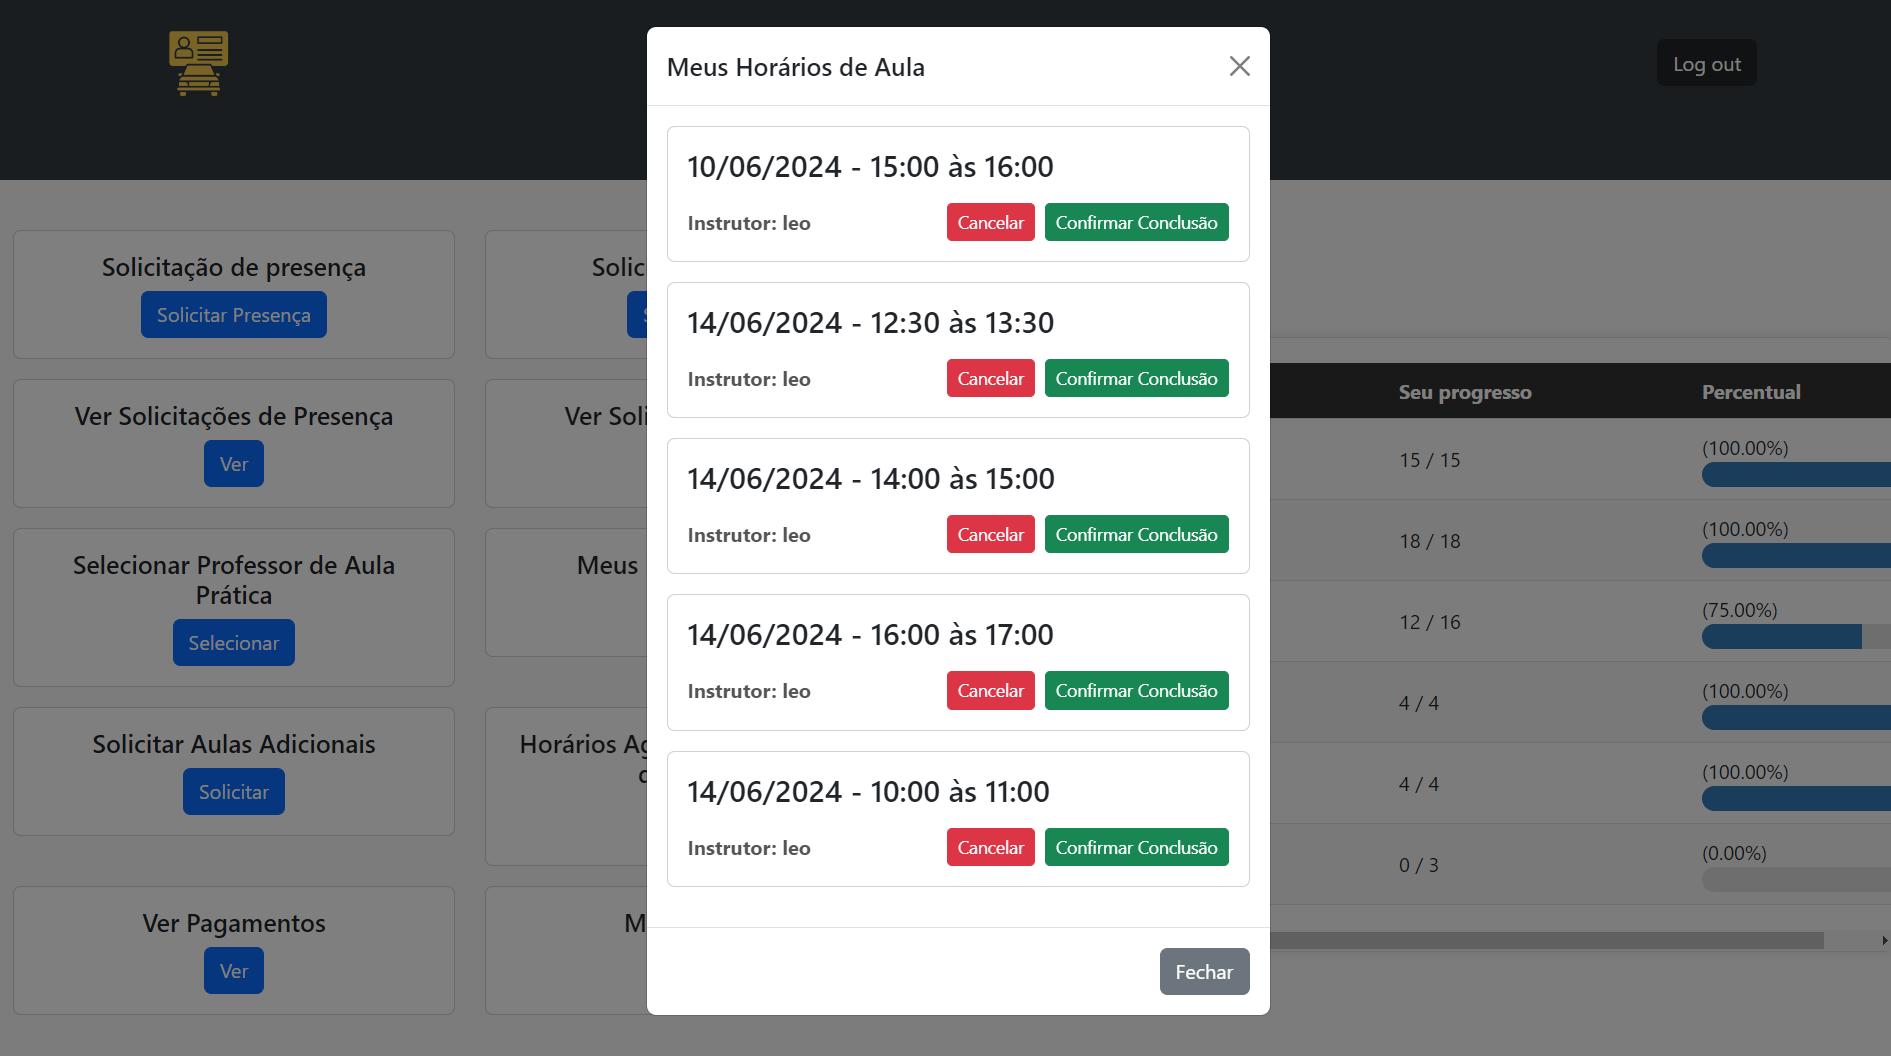 Log out
Meus Horários de Aula
10/06/2024 - 15:00 às 16:00
Instrutor: leo
Cancelar
Confirmar Conclusão
14/06/2024 - 12:30 às 13:30
Instrutor: leo
Cancelar
Confirmar Conclusão
14/06/2024 - 14:00 às 15:00
Instrutor: leo
Cancelar
Confirmar Conclusão
14/06/2024 - 16:00 às 17:00
Instrutor: leo
Cancelar
Confirmar Conclusão
14/06/2024 - 10:00 às 11:00
Instrutor: leo
Cancelar
Confirmar Conclusão
Fechar
Solicitação de presença
Solicitar Presença
Ver Solicitações de Presença
Ver
Selecionar Professor de Aula
Prática
Selecionar
Solicitar Aulas Adicionais
Solicitar
Ver Pagamentos
Ver
Ver
Meus
Horários
Seu progresso
Percentual
15 / 15
(100.00%)
18 / 18
(100.00%)
12 / 16
(75.00%)
4 / 4
(100.00%)
4 / 4
(100.00%)
0 / 3
(0.00%)